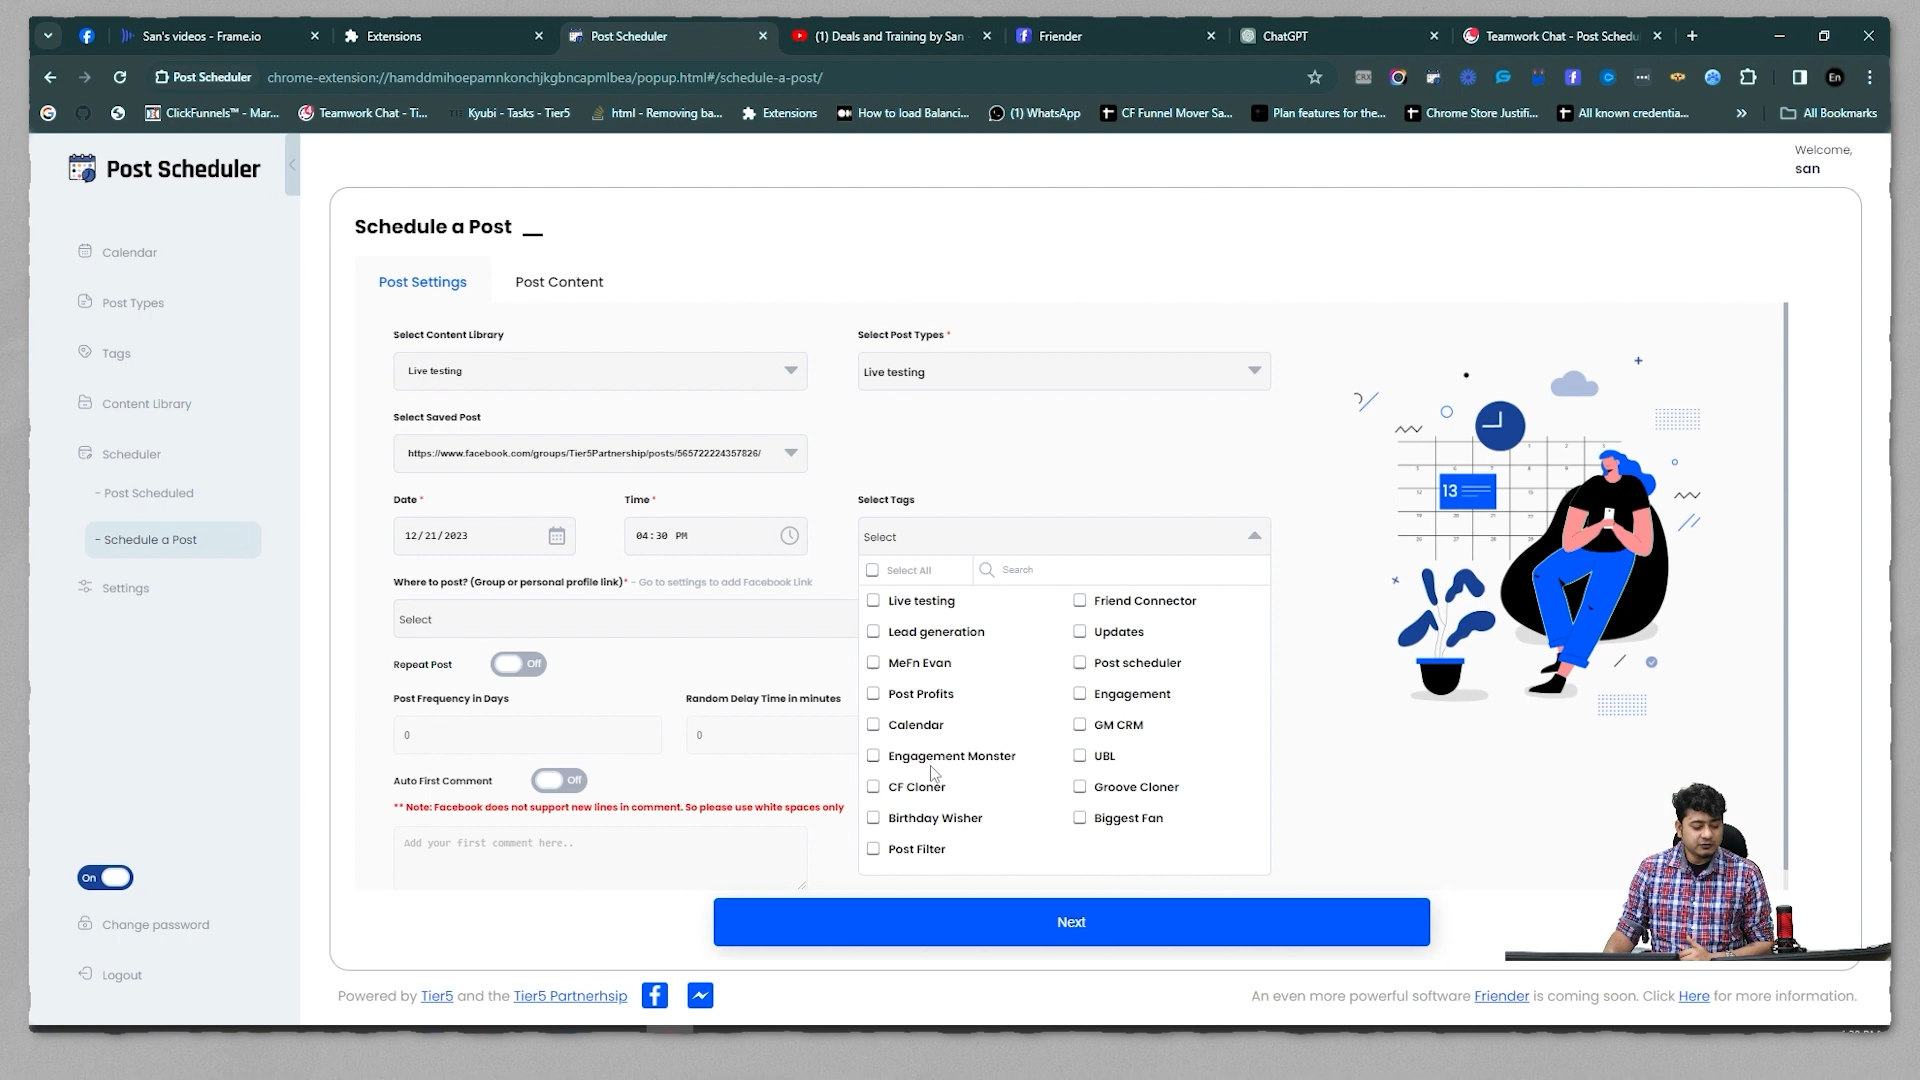 San's videos - Frame.io
Extensions
Post Scheduler
(1) Deals and Training by San
Friender
ChatGPT
Teamwork Chat - Post Schedu
Post Scheduler
chrome-extension://hamddmihoepamnkonchjkgbncapmlbea/popup.html#/schedule-a-post/
CRX
En
ClickFunnels™ - Mar...
Teamwork Chat - Ti...
Kyubi - Tasks - Tier5
html - Removing ba...
Extensions
How to load Balanci...
(1) WhatsApp
CF Funnel Mover Sa...
Plan features for the...
Chrome Store Justifi...
All known credentia...
All Bookmarks
Post Scheduler
Welcome,
san
Calendar
Post Types
Tags
Content Library
Scheduler
- Post Scheduled
- Schedule a Post
Settings
On
Change password
Logout
Schedule a Post
Post Settings
Post Content
Select Content Library
Live testing
Select Post Types *
Live testing
Select Saved Post
https://www.facebook.com/groups/Tier5Partnership/posts/565722224357826/
Date *
12/21/2023
Time *
04:30 PM
Select Tags
Select
Select All
Search
Live testing
Friend Connector
Lead generation
Updates
MeFn Evan
Post scheduler
Post Profits
Engagement
Calendar
GM CRM
Engagement Monster
UBL
CF Cloner
Groove Cloner
Birthday Wisher
Biggest Fan
Post Filter
Where to post? (Group or personal profile link)* - Go to settings to add Facebook Link
Select
Repeat Post
Off
Post Frequency in Days
0
Random Delay Time in minutes
0
Auto First Comment
Off
** Note: Facebook does not support new lines in comment. So please use white spaces only
Add your first comment here..
13
Next
Powered by Tier5 and the Tier5 Partnerhsip
An even more powerful software Friender is coming soon. Click Here for more information.